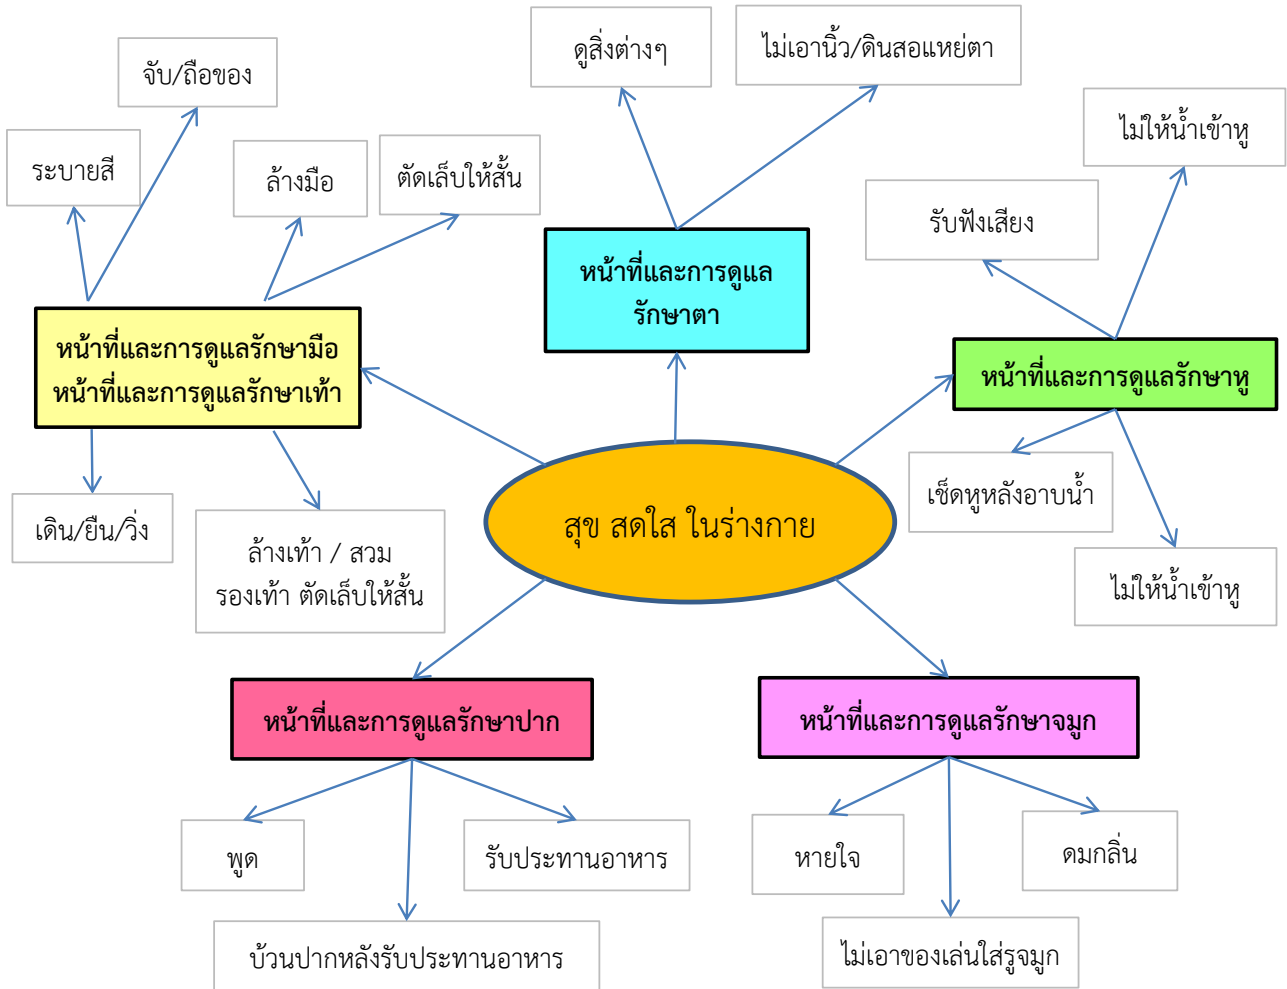 จับ/ถือของ
ดูสิ่งต่างๆ
ไม่เอานิ้ว/ดินสอแหย่ตา
ไม่ให้น้ำเข้าหู
ระบายสี
ล้างมือ
ตัดเล็บให้สั้น
รับฟังเสียง
หน้าที่และการดูแล
รักษาตา
หน้าที่และการดูแลรักษามือ
หน้าที่และการดูแลรักษาเท้า
หน้าที่และการดูแลรักษาหู
เช็ดหูหลังอาบน้ำ
เดิน/ยืน/วิ่ง
สุข สดใส ในร่างกาย
ล้างเท้า / สวม
รองเท้า ตัดเล็บให้สั้น
ไม่ให้น้ำเข้าหู
หน้าที่และการดูแลรักษาปาก
หน้าที่และการดูแลรักษาจมูก
พูด
รับประทานอาหาร
หายใจ
ดมกลิ่น
บ้วนปากหลังรับประทานอาหาร
ไม่เอาของเล่นใส่รูจมูก